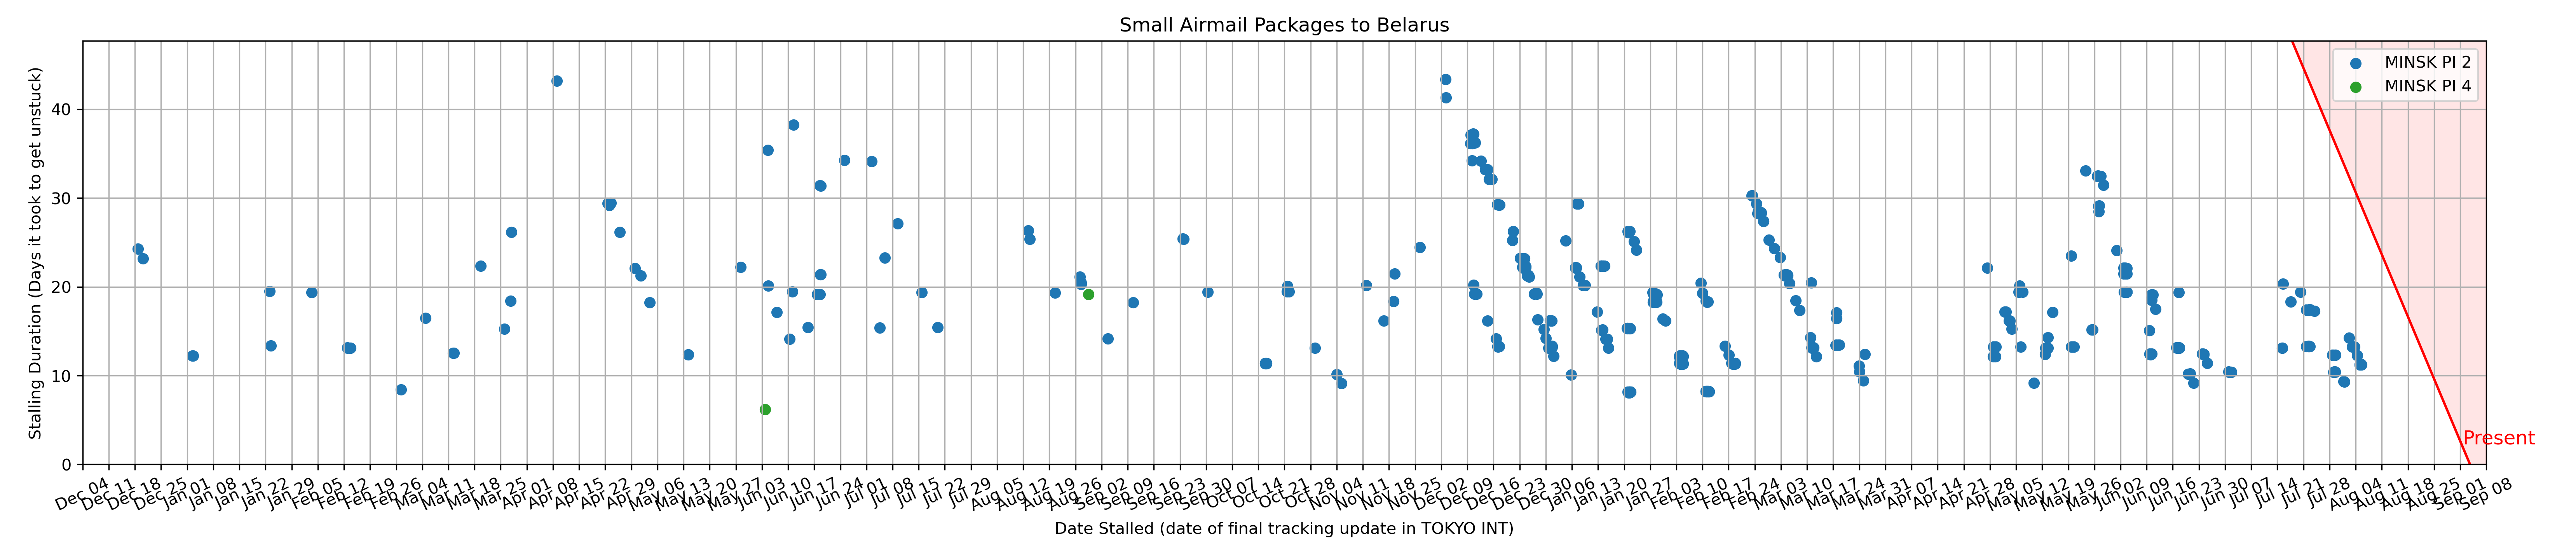 Small Airmail Packages to Belarus
MINSK PI 2
MINSK PI 4
Stalling Duration (Days it took to get unstuck)
40
30
20
10
0
Present
Dec 04
Dec 11
Dec 18
Dec 25
Jan 01
Jan 08
Jan 15
Jan 22
Jan 29
Feb 05
Feb 12
Feb 19
Feb 26
Mar 04
Mar 11
Mar 18
Mar 25
Apr 01
Apr 08
Apr 15
Apr 22
Apr 29
May 06
May 13
May 20
May 27
Jun 03
Jun 10
Jun 17
Jun 24
Jul 01
Jul 08
Jul 15
Jul 22
Jul 29
Aug 05
Aug 12
Aug 19
Aug 26
Sep 02
Sep 09
Sep 16
Sep 23
Sep 30
Oct 07
Oct 14
Oct 21
Oct 28
Nov 04
Nov 11
Nov 18
Nov 25
Dec 02
Dec 09
Dec 16
Dec 23
Dec 30
Jan 06
Jan 13
Jan 20
Jan 27
Feb 03
Feb 10
Feb 17
Feb 24
Mar 03
Mar 10
Mar 17
Mar 24
Mar 31
Apr 07
Apr 14
Apr 21
Apr 28
May 05
May 12
May 19
May 26
Jun 02
Jun 09
Jun 16
Jun 23
Jun 30
Jul 07
Jul 14
Jul 21
Jul 28
Aug 04
Aug 11
Aug 18
Aug 25
Sep 01
Sep 08
Date Stalled (date of final tracking update in TOKYO INT)